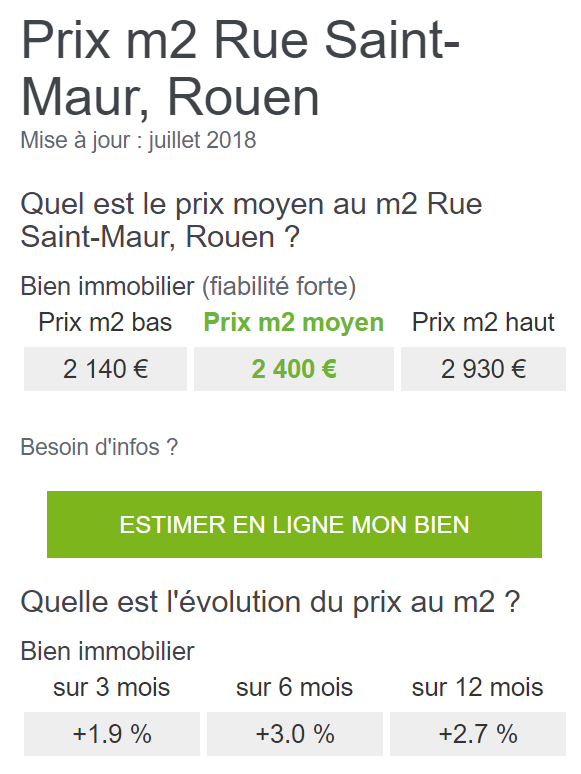 Prix m2 Rue Saint-
Maur, Rouen
Mise à jour : juillet 2018
Quel est le prix moyen au m2 Rue
Saint-Maur, Rouen ?
Bien immobilier (fiabilité forte)
Prix m2 bas Prix m2 moyen Prix m2 haut
2 140 € 2 400 € 2 930 €
Besoin d'infos ?
ESTIMER EN LIGNE MON BIEN
Quelle est l'évolution du prix au m2 ?
Bien immobilier
sur 3 mois sur 6 mois sur 12 mois
+1.9 % +3.0 % +2.7 %